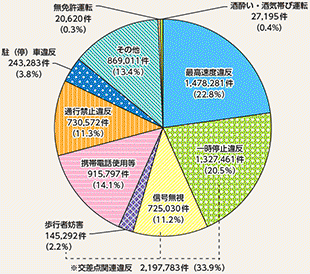 無免許運転
20,620件
(0.3%)
酒酔い・酒気帯び運転
27,195件
(0.4%)
駐（停）車違反
243,283件
(3.8%)
その他
869,011件
(13.4%)
最高速度違反
1,478,281件
(22.8%)
通行禁止違反
730,572件
(11.3%)
一時停止違反
1,327,461件
(20.5%)
携帯電話使用等
915,797件
(14.1%)
信号無視
725,030件
(11.2%)
歩行者妨害
145,292件
(2.2%)
※交差点関連違反 2,197,783件 (33.9%)